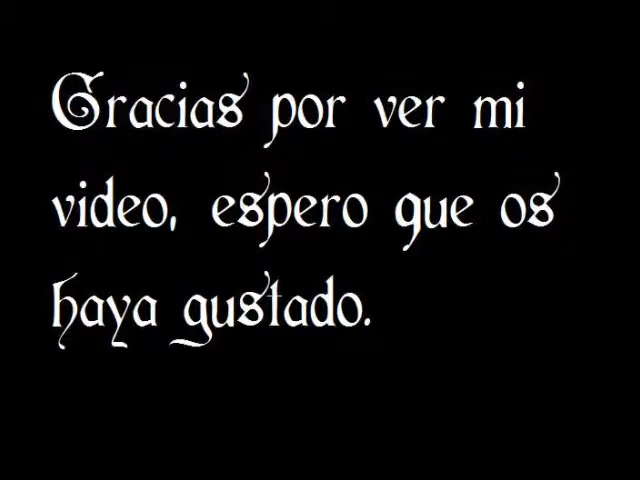 Gracias por ver mi
video, espero que os
haya gustado.